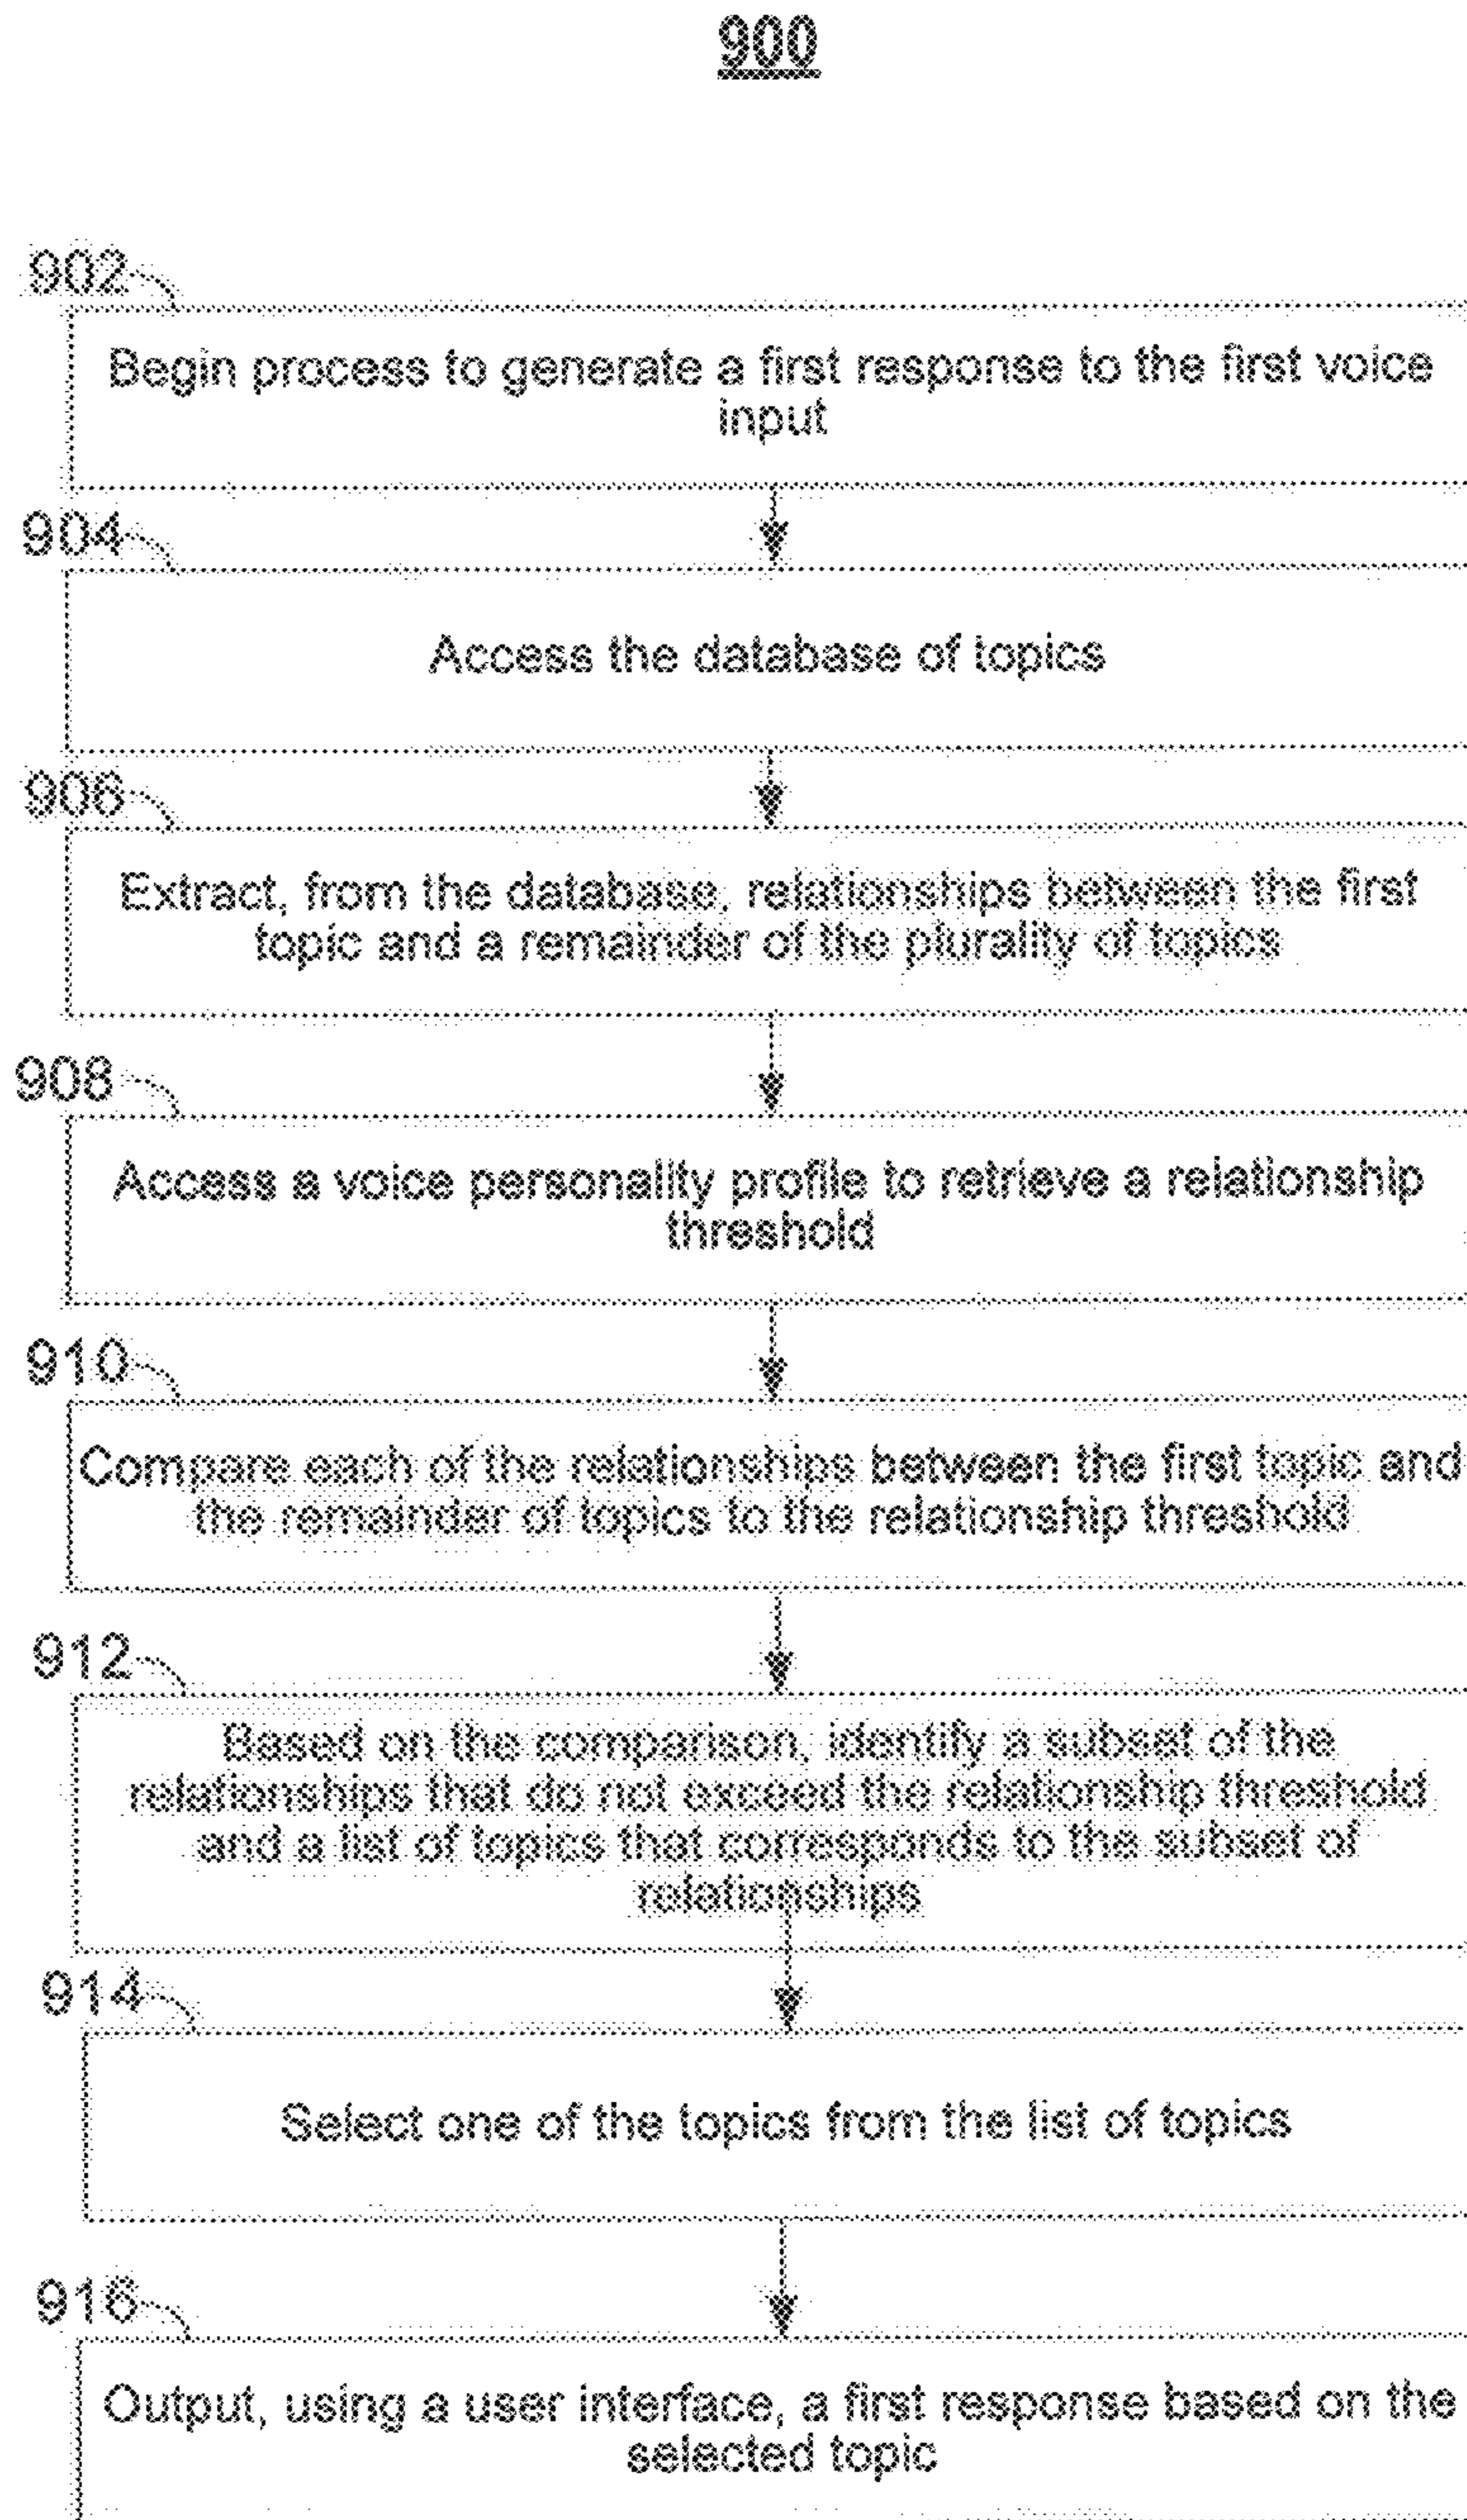 900
902
Begin process to generate a first response to the first voice
input
904
Access the database of topics
906
Extract, from the database, relationships between the first
topic and a remainder of the plurality of topics
908
Access a voice personality profile to retrieve a relationship
threshold
910
Compare each of the relationships between the first topic and
the remainder of topics to the relationship threshold
912
Based on the comparison, identify a subset of the
relationships that do not exceed the relationship threshold
and a list of topics that corresponds to the subset of
relationships
914
Select one of the topics from the list of topics
916
Output, using a user interface, a first response based on the
selected topic